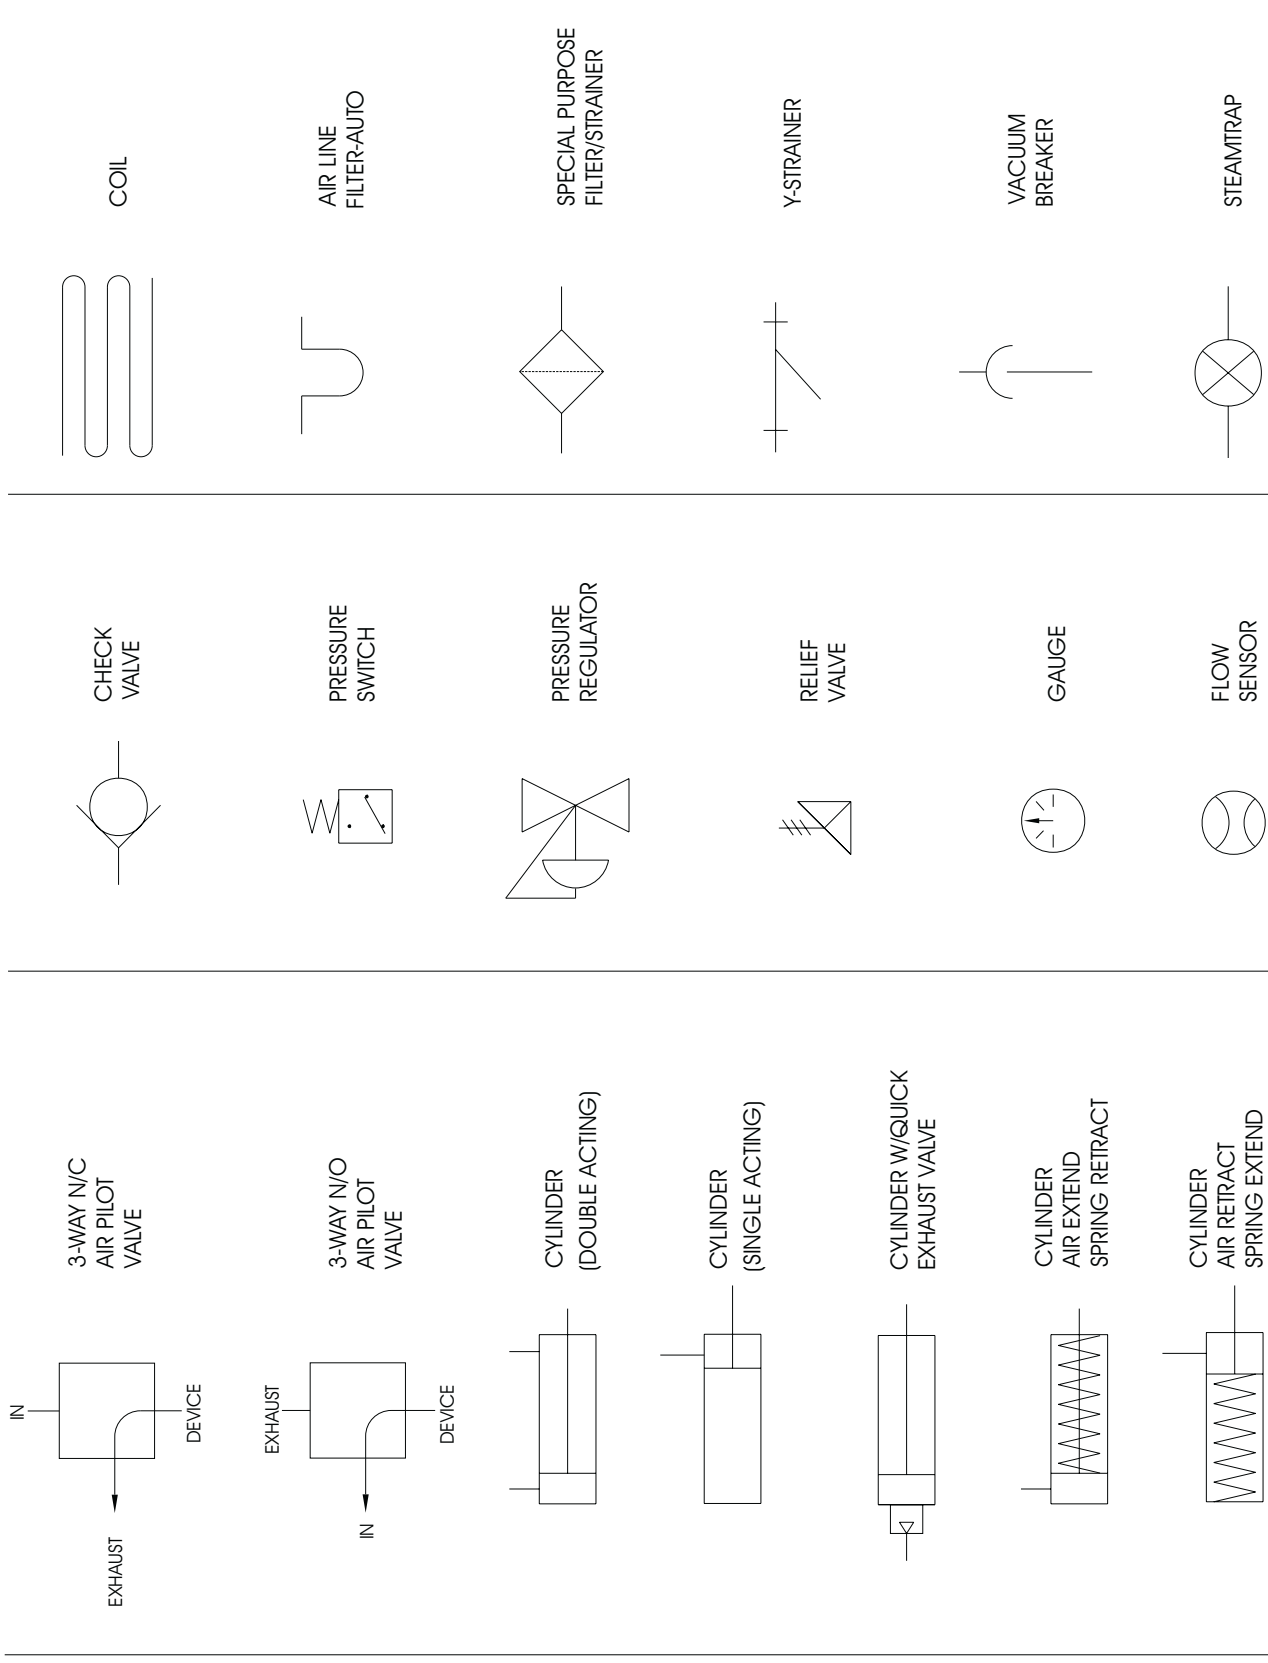 IN
3-WAY N/C
AIR PILOT
VALVE
EXHAUST
DEVICE
EXHAUST
3-WAY N/O
AIR PILOT
VALVE
IN
DEVICE
CYLINDER
(DOUBLE ACTING)
CYLINDER
(SINGLE ACTING)
CYLINDER W/QUICK
EXHAUST VALVE
CYLINDER
AIR EXTEND
SPRING RETRACT
CYLINDER
AIR RETRACT
SPRING EXTEND
CHECK
VALVE
PRESSURE
SWITCH
PRESSURE
REGULATOR
RELIEF
VALVE
GAUGE
FLOW
SENSOR
COIL
AIR LINE
FILTER-AUTO
SPECIAL PURPOSE
FILTER/STRAINER
Y-STRAINER
VACUUM
BREAKER
STEAMTRAP